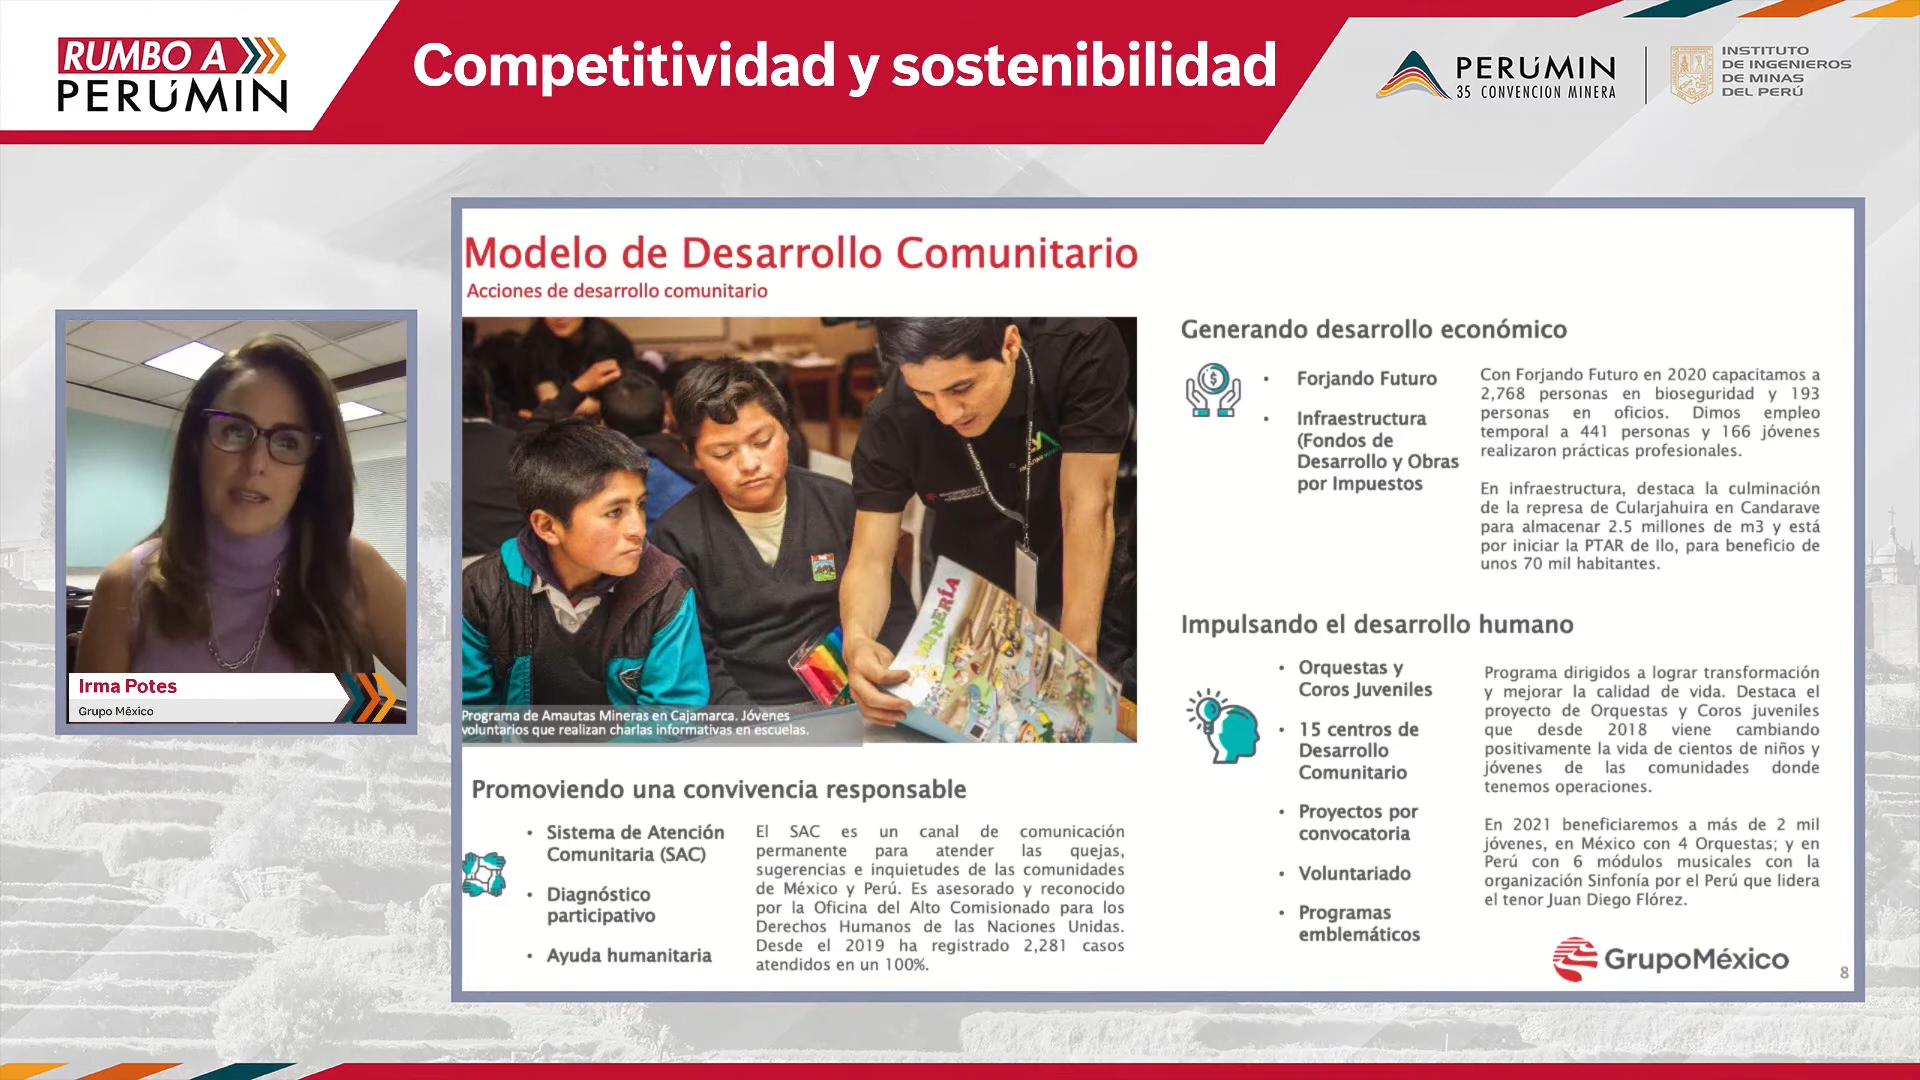 RUMBO A
PERÚMIN
Competitividad y sostenibilidad
PERÚMIN
35 CONVENCIÓN MINERA
INSTITUTO
DE INGENIEROS
DE MINAS
DEL PERÚ
Irma Potes
Grupo México
Modelo de Desarrollo Comunitario
Acciones de desarrollo comunitario
MINERÍA
Programa de Amautas Mineras en Cajamarca. Jóvenes
voluntarios que realizan charlas informativas en escuelas.
Promoviendo una convivencia responsable
• Sistema de Atención
Comunitaria (SAC)
• Diagnóstico
participativo
• Ayuda humanitaria
El SAC es un canal de comunicación
permanente para atender las quejas,
sugerencias e inquietudes de las comunidades
de México y Perú. Es asesorado y reconocido
por la Oficina del Alto Comisionado para los
Derechos Humanos de las Naciones Unidas.
Desde el 2019 ha registrado 2,281 casos
atendidos en un 100%.
Generando desarrollo económico
• Forjando Futuro
• Infraestructura
(Fondos de
Desarrollo y Obras
por Impuestos
Con Forjando Futuro en 2020 capacitamos a
2,768 personas en bioseguridad y 193
personas en oficios. Dimos empleo
temporal a 441 personas y 166 jóvenes
realizaron prácticas profesionales.
En infraestructura, destaca la culminación
de la represa de Cularjahuira en Candarave
para almacenar 2.5 millones de m3 y está
por iniciar la PTAR de Ilo, para beneficio de
unos 70 mil habitantes.
Impulsando el desarrollo humano
• Orquestas y
Coros Juveniles
• 15 centros de
Desarrollo
Comunitario
• Proyectos por
convocatoria
• Voluntariado
• Programas
emblemáticos
Programa dirigidos a lograr transformación
y mejorar la calidad de vida. Destaca el
proyecto de Orquestas y Coros juveniles
que desde 2018 viene cambiando
positivamente la vida de cientos de niños y
jóvenes de las comunidades donde
tenemos operaciones.
En 2021 beneficiaremos a más de 2 mil
jóvenes, en México con 4 Orquestas; y en
Perú con 6 módulos musicales con la
organización Sinfonía por el Perú que lidera
el tenor Juan Diego Flórez.
GrupoMéxico
8